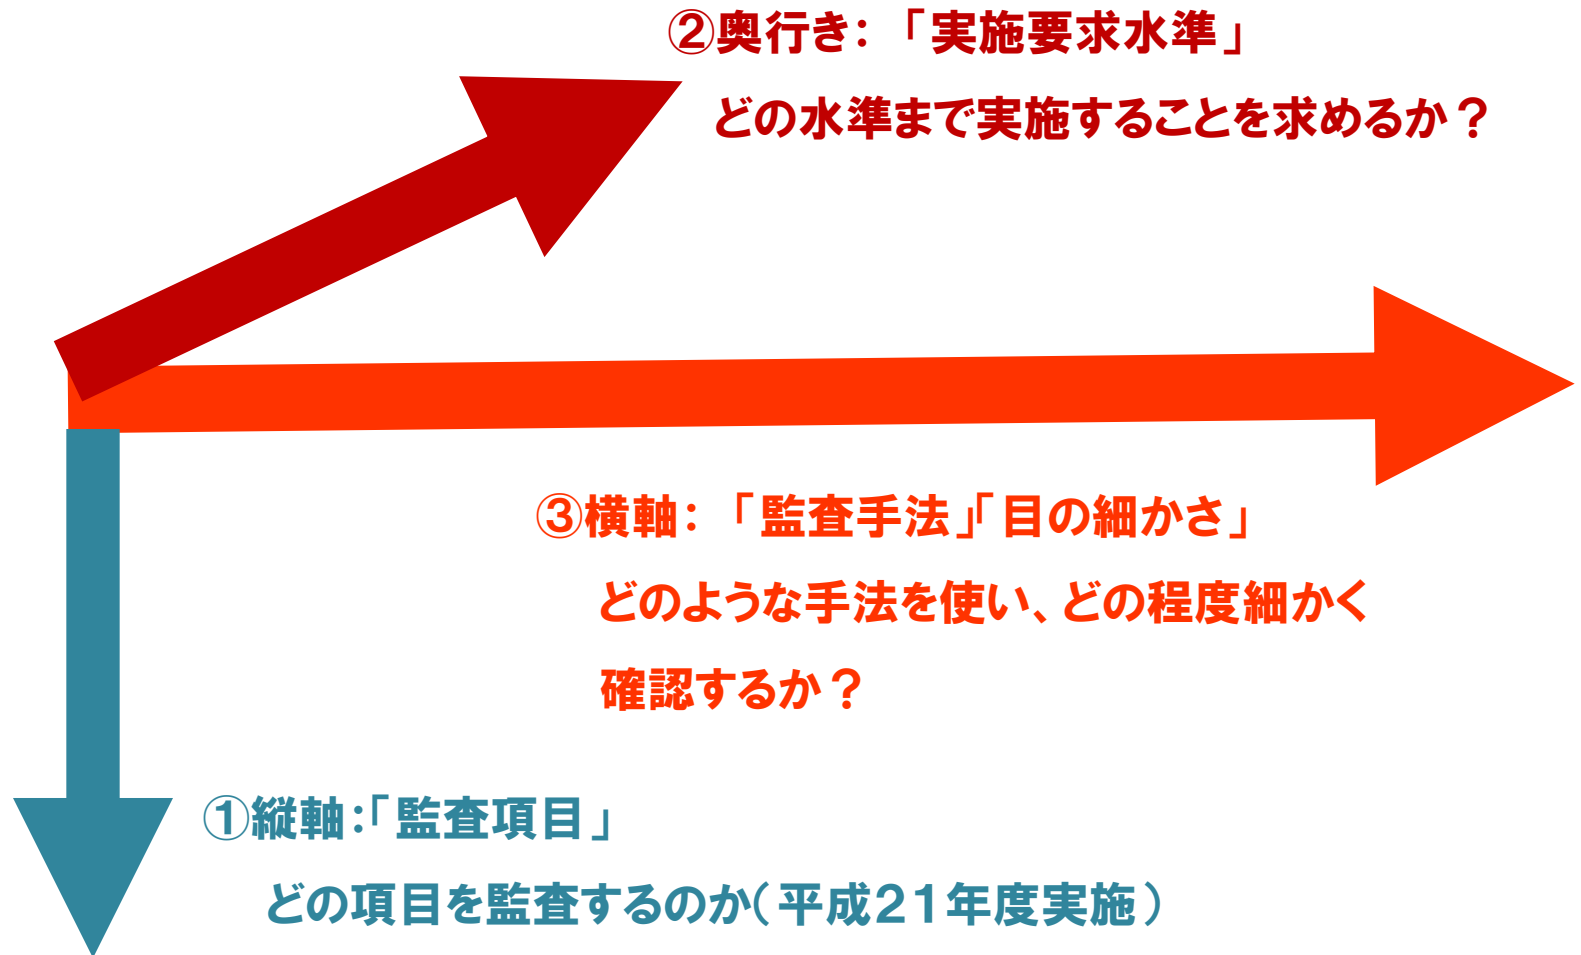 ②奥行き：「実施要求水準」
どの水準まで実施することを求めるか？
③横軸：「監査手法」「目の細かさ」
どのような手法を使い、どの程度細かく
確認するか？
①縦軸：「監査項目」
どの項目を監査するのか（平成２１年度実施）